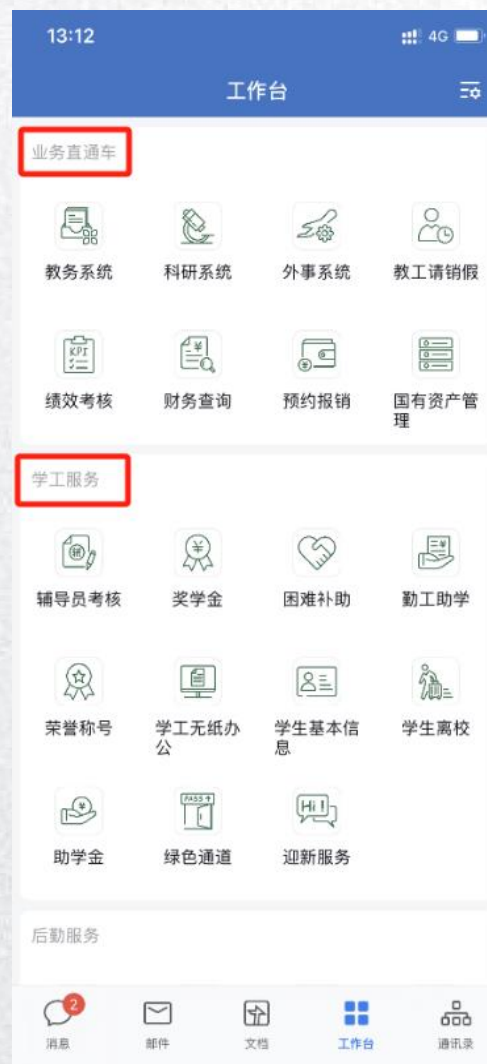 13:12
4G
工作台
业务直通车
教务系统
科研系统
外事系统
教工请销假
KPI
绩效考核
财务查询
预约报销
国有资产管
理
学工服务
辅导员考核
奖学金
困难补助
勤工助学
荣誉称号
学工无纸办
公
学生基本信
息
学生离校
PASS
Hi!
助学金
绿色通道
迎新服务
后勤服务
2
消息
邮件
文档
工作台
通讯录